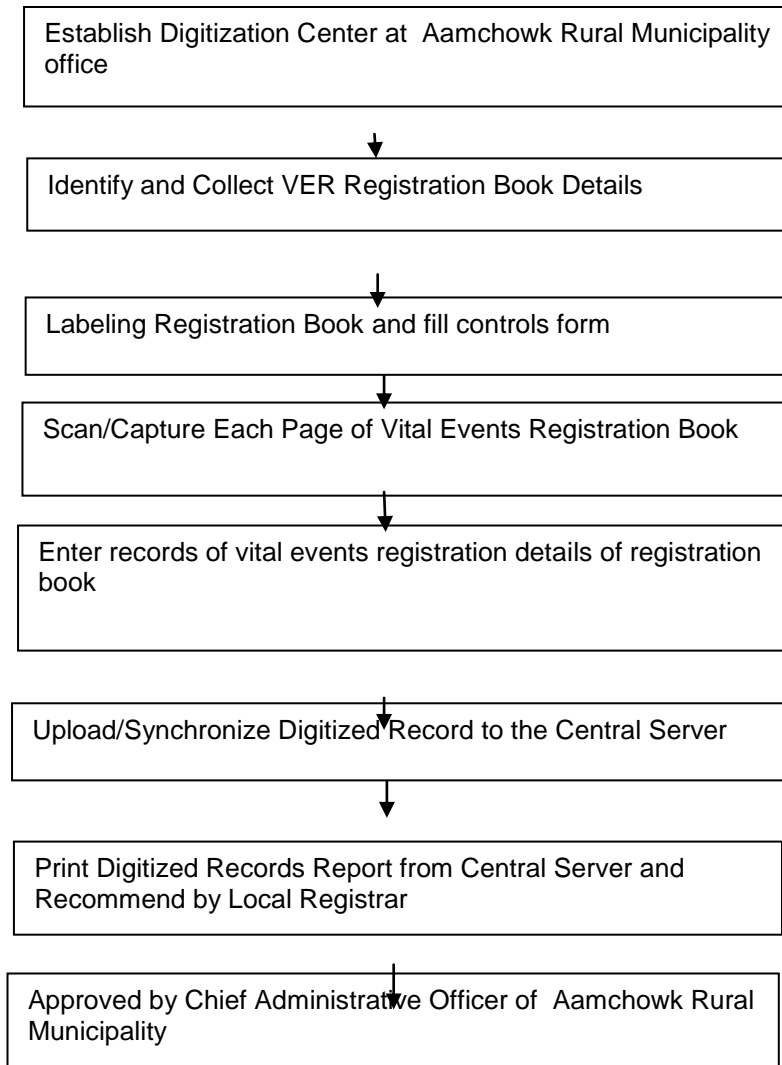 Establish Digitization Center at  Aamchowk Rural Municipality
office
Identify and Collect VER Registration Book Details
Labeling Registration Book and fill controls form
Scan/Capture Each Page of Vital Events Registration Book
Enter records of vital events registration details of registration
book
Upload/Synchronize Digitized Record to the Central Server
Print Digitized Records Report from Central Server and
Recommend by Local Registrar
Approved by Chief Administrative Officer of  Aamchowk Rural
Municipality